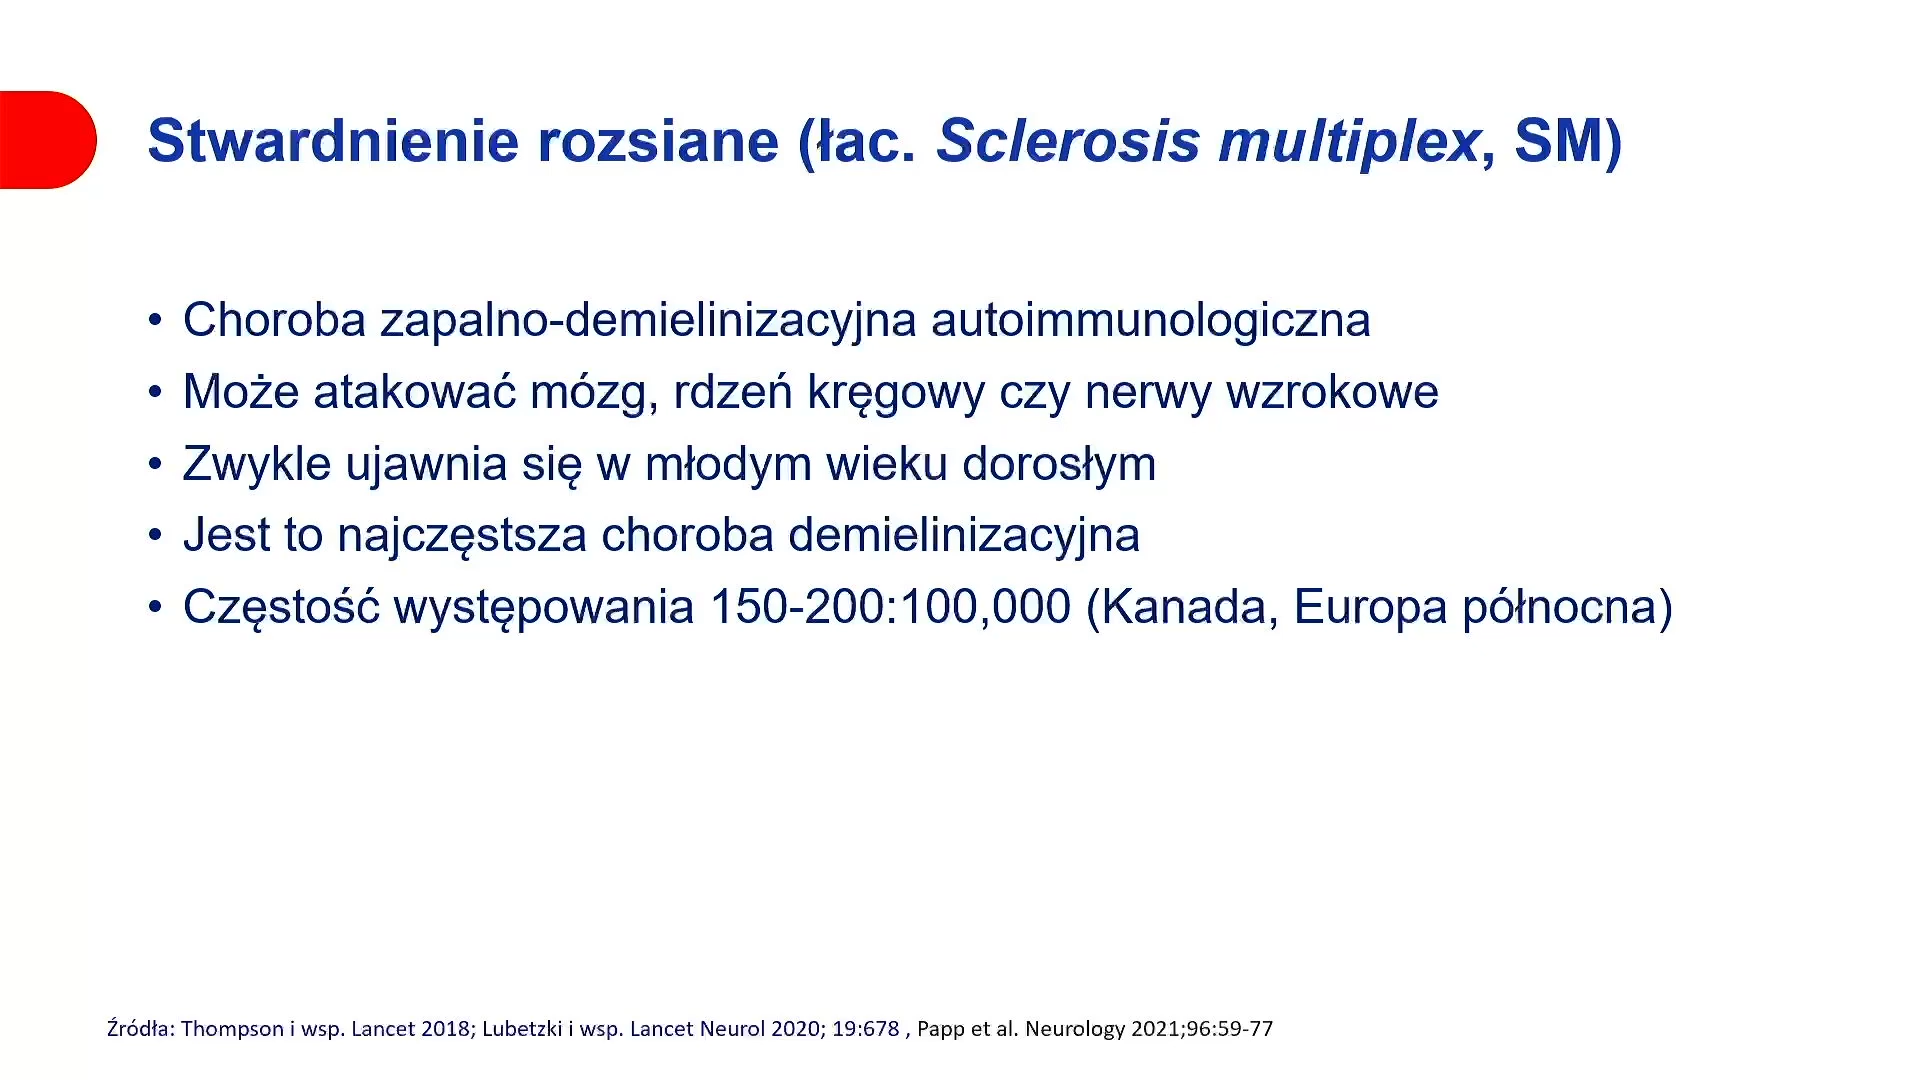 Stwardnienie rozsiane (łac. Sclerosis multiplex, SM)
• Choroba zapalno-demielinizacyjna autoimmunologiczna
• Może atakować mózg, rdzeń kręgowy czy nerwy wzrokowe
• Zwykle ujawnia się w młodym wieku dorosłym
• Jest to najczęstsza choroba demielinizacyjna
• Częstość występowania 150-200:100,000 (Kanada, Europa północna)
Źródła: Thompson i wsp. Lancet 2018; Lubetzki i wsp. Lancet Neurol 2020; 19:678 , Papp et al. Neurology 2021;96:59-77